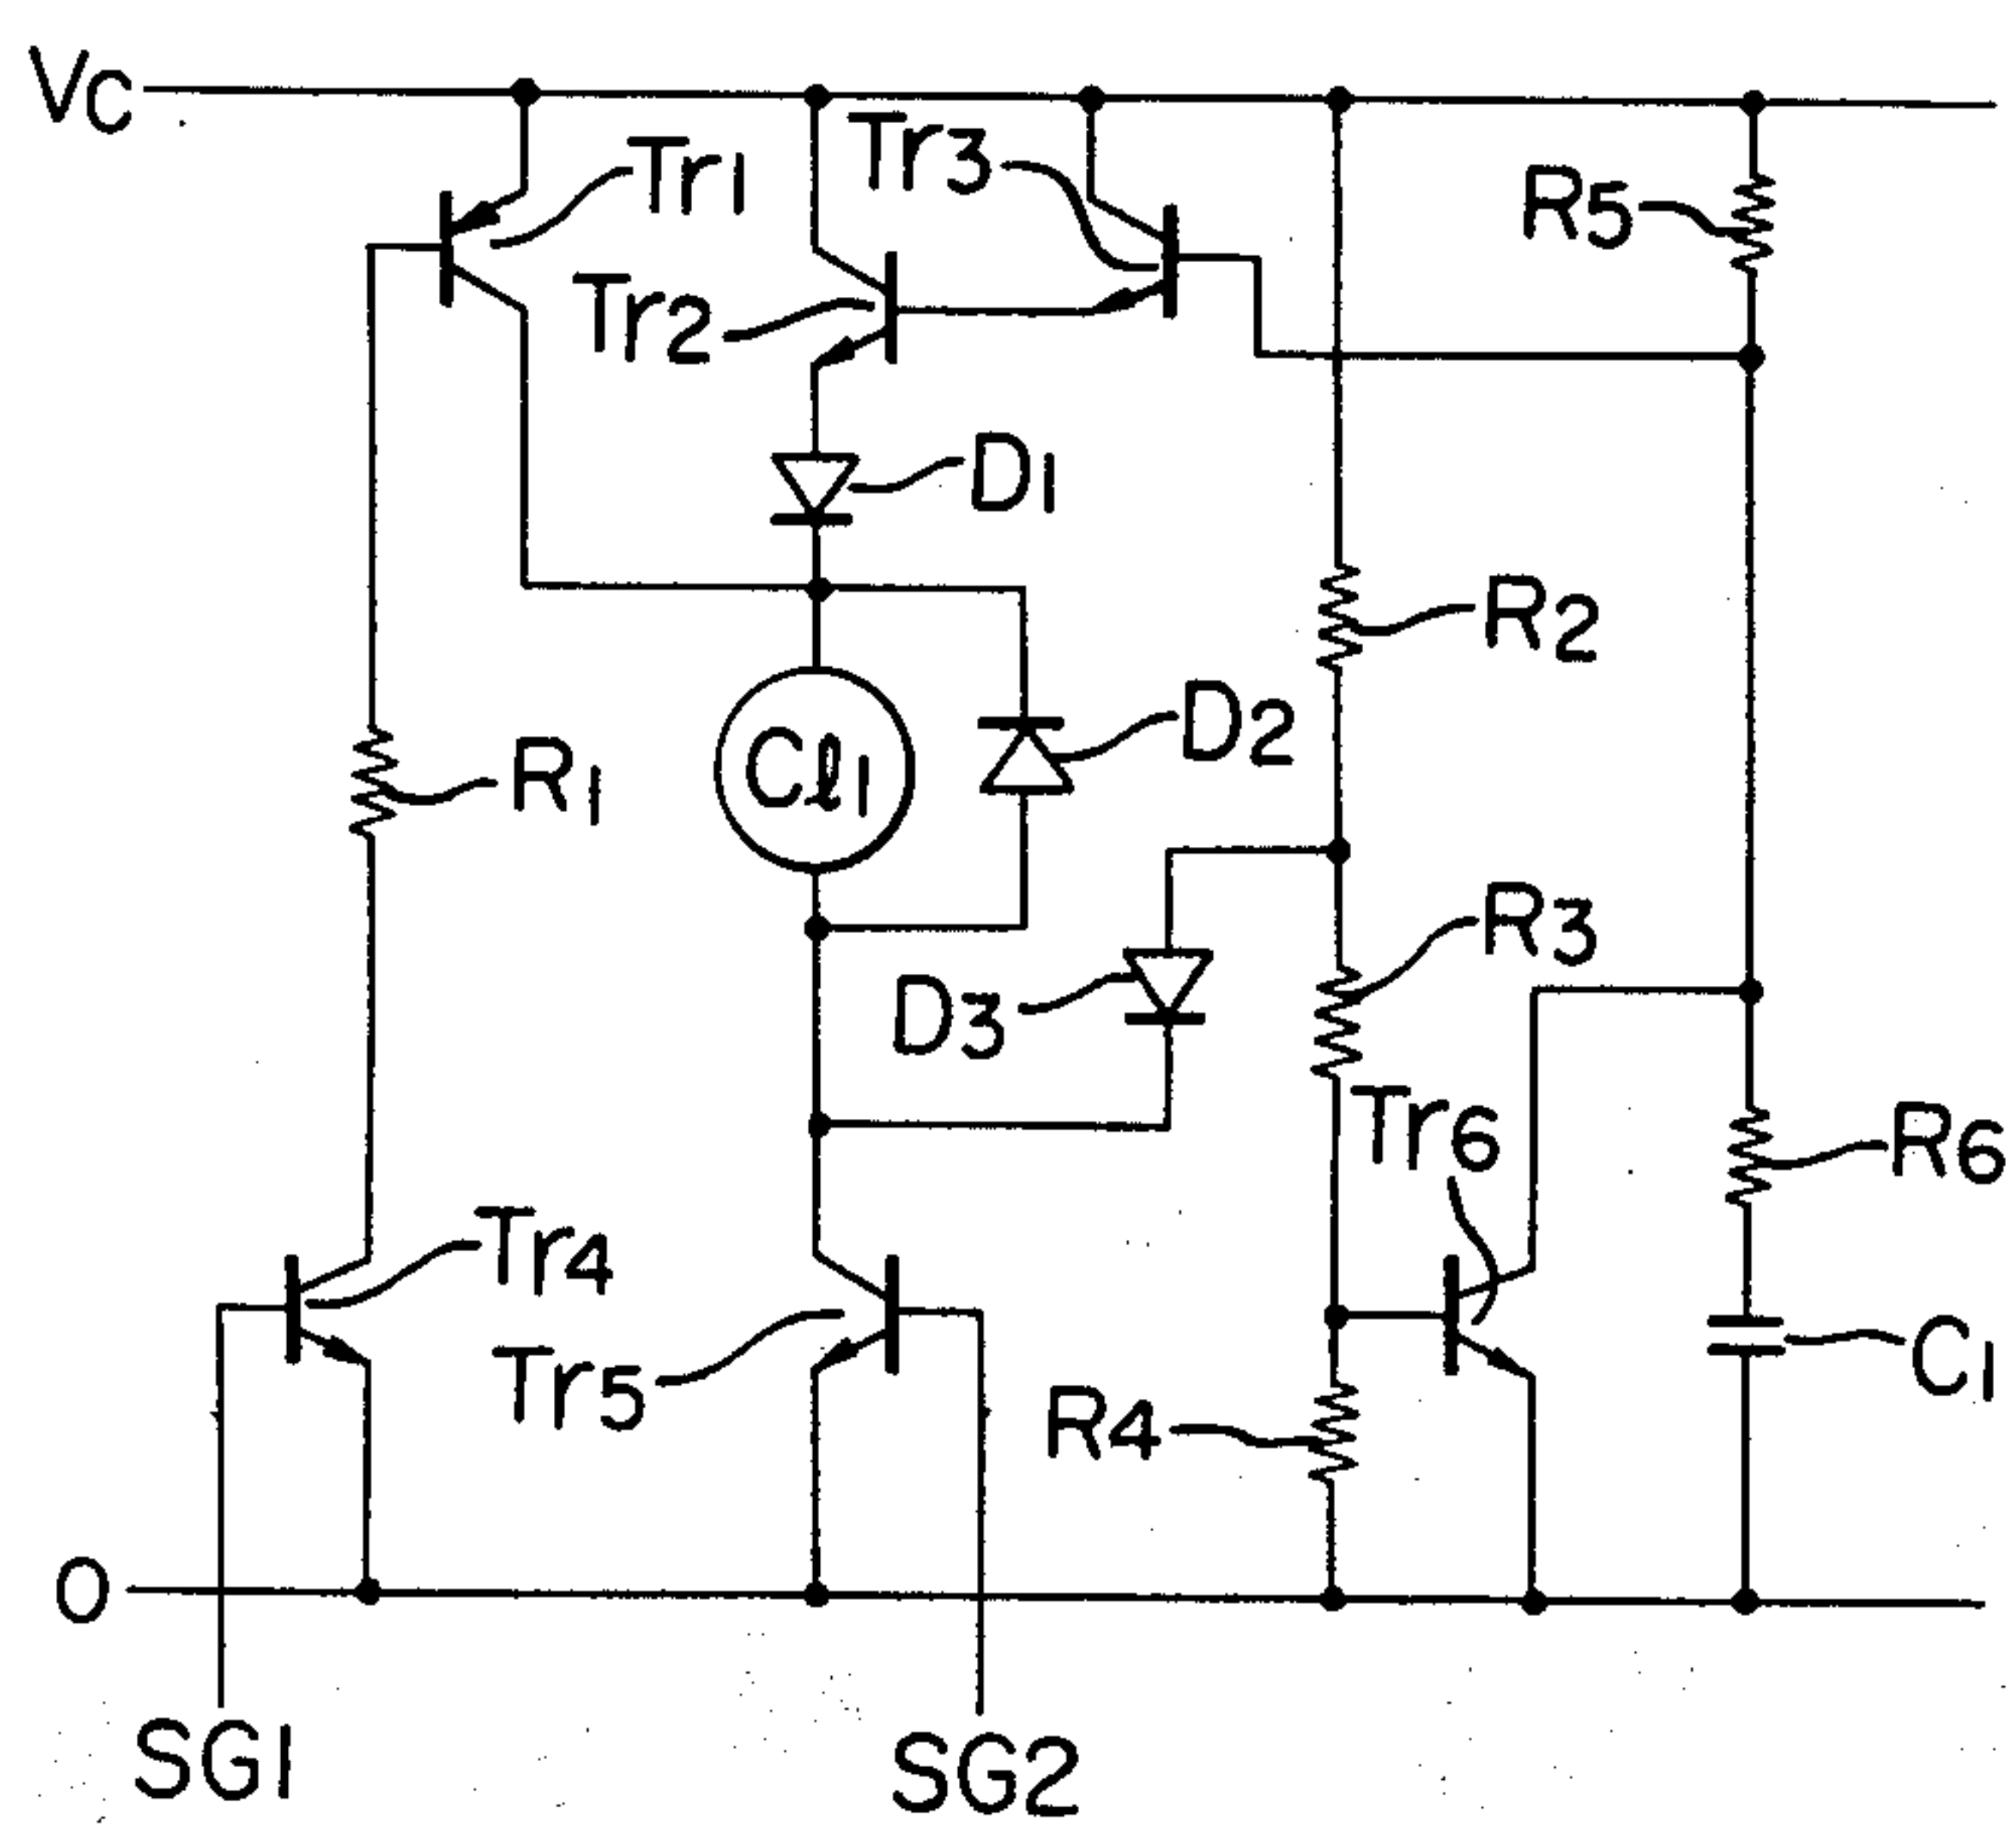 Vc
Tr1
Tr3
R5
Tr2
D1
R2
D2
R1
Cl1
R3
D3
Tr6
R6
Tr4
C1
Tr5
R4
O
SG1
SG2